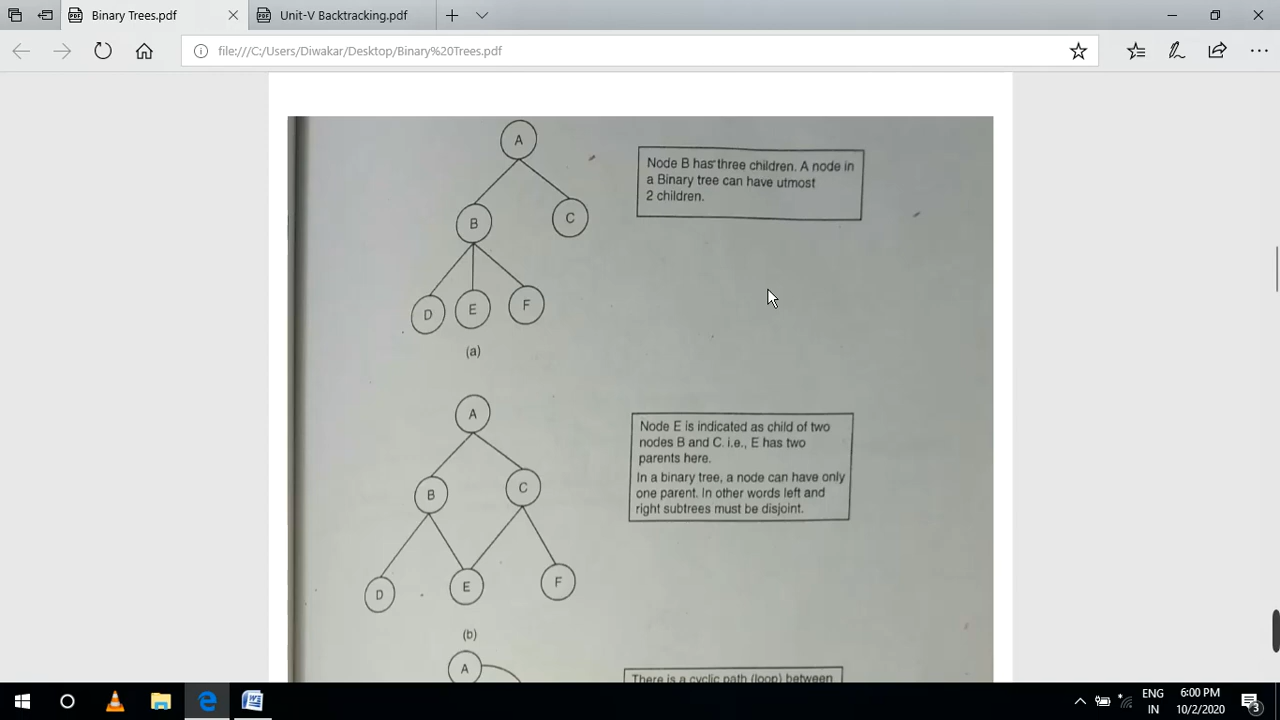 Binary Trees.pdf
Unit-V Backtracking.pdf
file:///C:/Users/Diwakar/Desktop/Binary%20Trees.pdf
A
Node B has three children. A node in
a Binary tree can have utmost
2 children.
B
C
D
E
F
(a)
A
Node E is indicated as child of two
nodes B and C. i.e., E has two
parents here.
In a binary tree, a node can have only
one parent. In other words left and
right subtrees must be disjoint.
B
C
D
E
F
(b)
A
There is a cyclic path (loop) between
ENG
IN
6:00 PM
10/2/2020
3